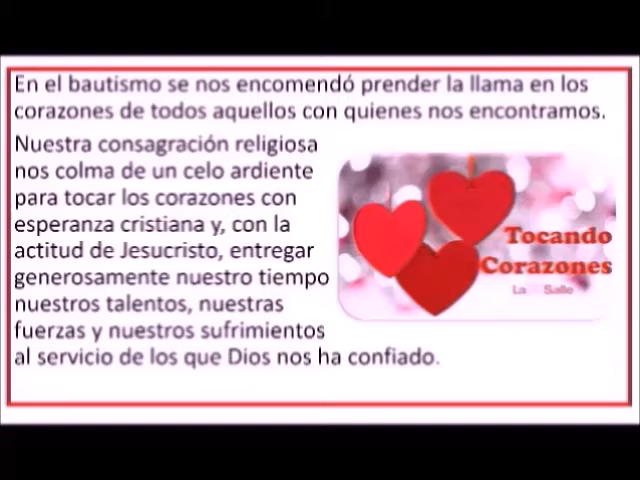 En el bautismo se nos encomendó prender la llama en los
corazones de todos aquellos con quienes nos encontramos.
Nuestra consagración religiosa
nos colma de un celo ardiente
para tocar los corazones con
esperanza cristiana y, con la
actitud de Jesucristo, entregar
generosamente nuestro tiempo
nuestros talentos, nuestras
fuerzas y nuestros sufrimientos
al servicio de los que Dios nos ha confiado.
Tocando
Corazones
La Salle